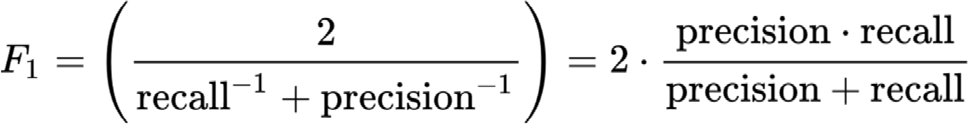 F₁ = ( 2 / (recall⁻¹ + precision⁻¹) ) = 2 · (precision · recall) / (precision + recall)